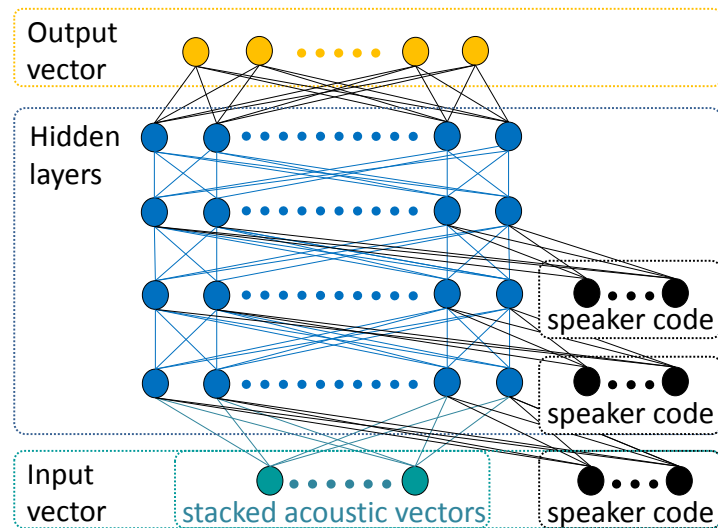 Output
vector
Hidden
layers
speaker code
speaker code
Input
vector
stacked acoustic vectors
speaker code